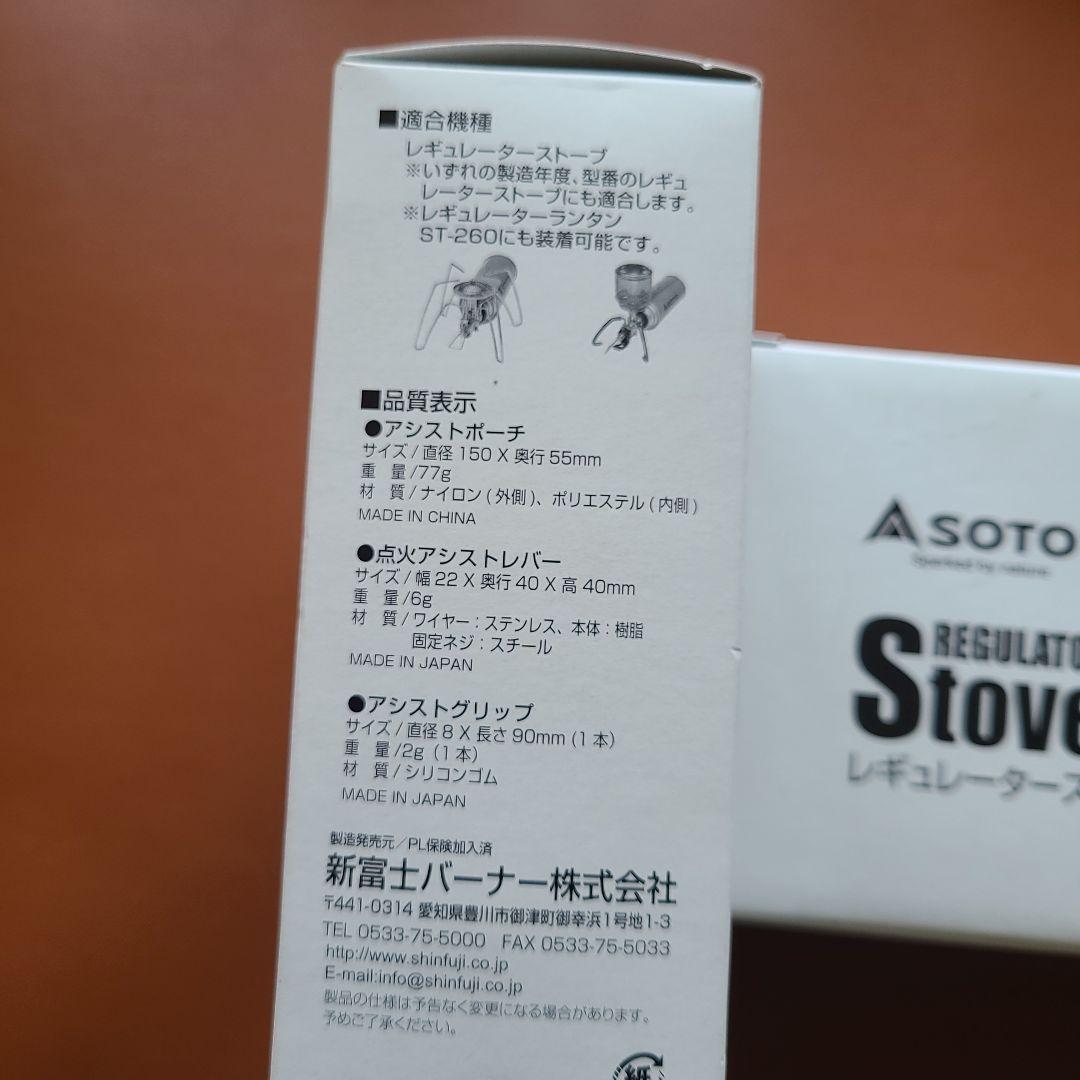 ■適合機種
レギュレーターストーブ
※いずれの製造年度、型番のレギュ
レーターストーブにも適合します。
※レギュレーターランタン
ST-260にも装着可能です。
■品質表示
●アシストポーチ
サイズ/直径 150 X 奥行 55mm
重 量/77g
材 質/ナイロン(外側)、ポリエステル(内側)
MADE IN CHINA
●点火アシストレバー
サイズ/幅 22 X 奥行 40 X 高 40mm
重 量/6g
材 質/ワイヤー：ステンレス、本体：樹脂
固定ネジ：スチール
MADE IN JAPAN
●アシストグリップ
サイズ/直径 8 X 長さ 90mm (1本)
重 量/2g (1本)
材 質/シリコンゴム
MADE IN JAPAN
製造発売元/PL保険加入済
新富士バーナー株式会社
〒441-0314 愛知県豊川市御津町御幸浜1号地1-3
TEL 0533-75-5000 FAX 0533-75-5033
http://www.shinfuji.co.jp
E-mail:info@shinfuji.co.jp
製品の仕様は予告なく変更になる場合があります。
予めご了承ください。
紙
SOTO
Sparked by nature
REGULATO
Stove
レギュレータース